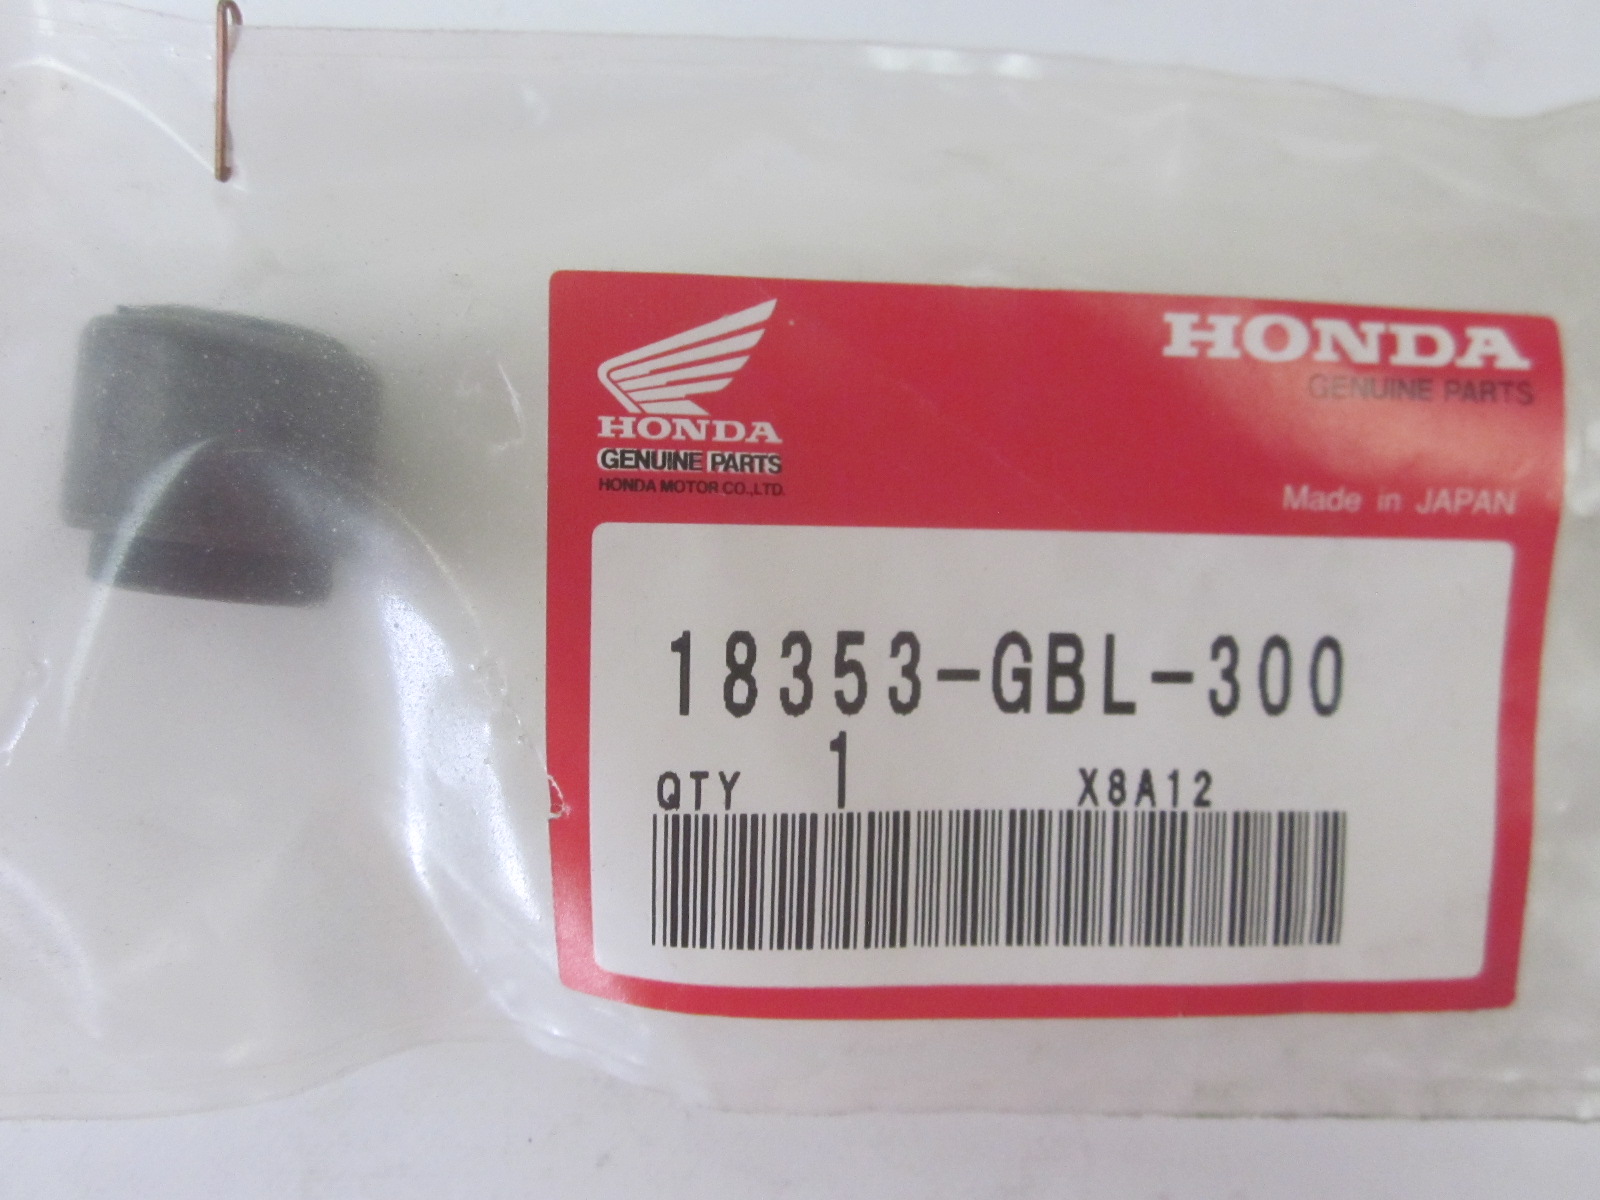 HONDA
GENUINE PARTS
HONDA
GENUINE PARTS
HONDA MOTOR CO.,LTD.
Made in JAPAN
18353-GBL-300
QTY 1 X8A12